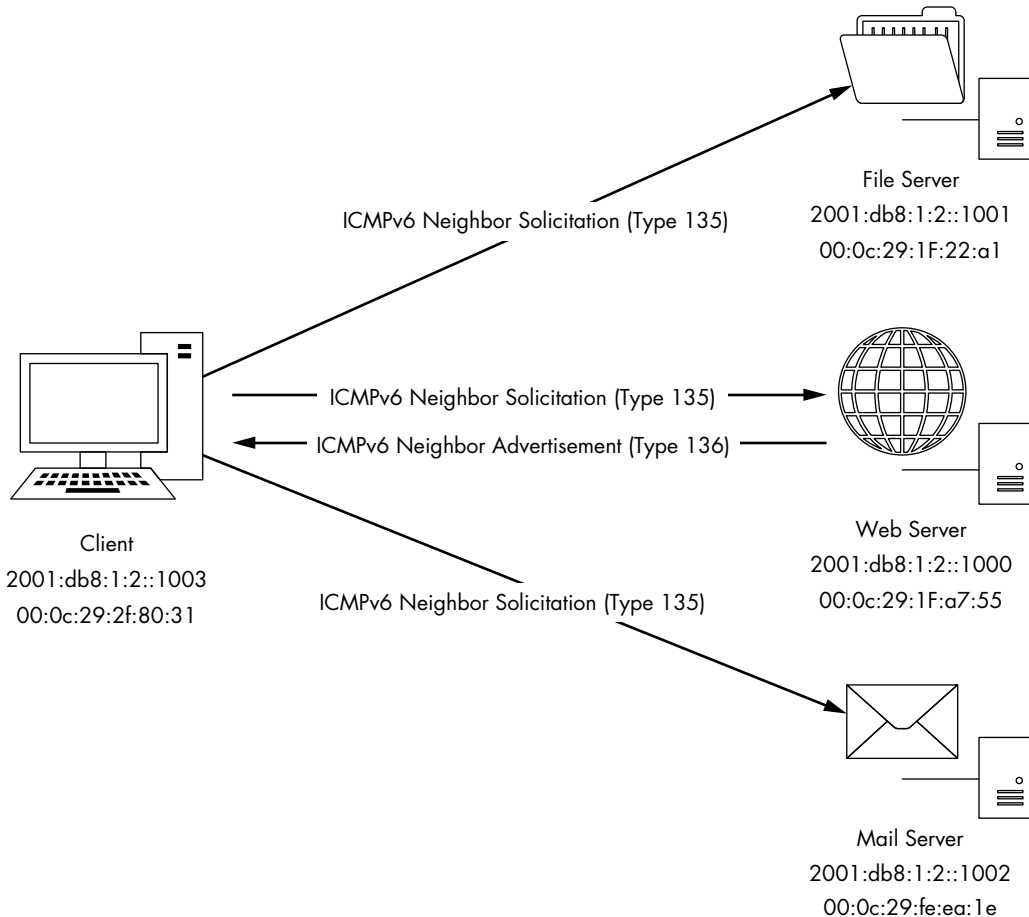 File Server
2001:db8:1:2::1001
00:0c:29:1F:22:a1
ICMPv6 Neighbor Solicitation (Type 135)
ICMPv6 Neighbor Solicitation (Type 135)
ICMPv6 Neighbor Advertisement (Type 136)
Web Server
2001:db8:1:2::1000
00:0c:29:1F:a7:55
Client
2001:db8:1:2::1003
00:0c:29:2f:80:31
ICMPv6 Neighbor Solicitation (Type 135)
Mail Server
2001:db8:1:2::1002
00:0c:29:fe:ea:1e